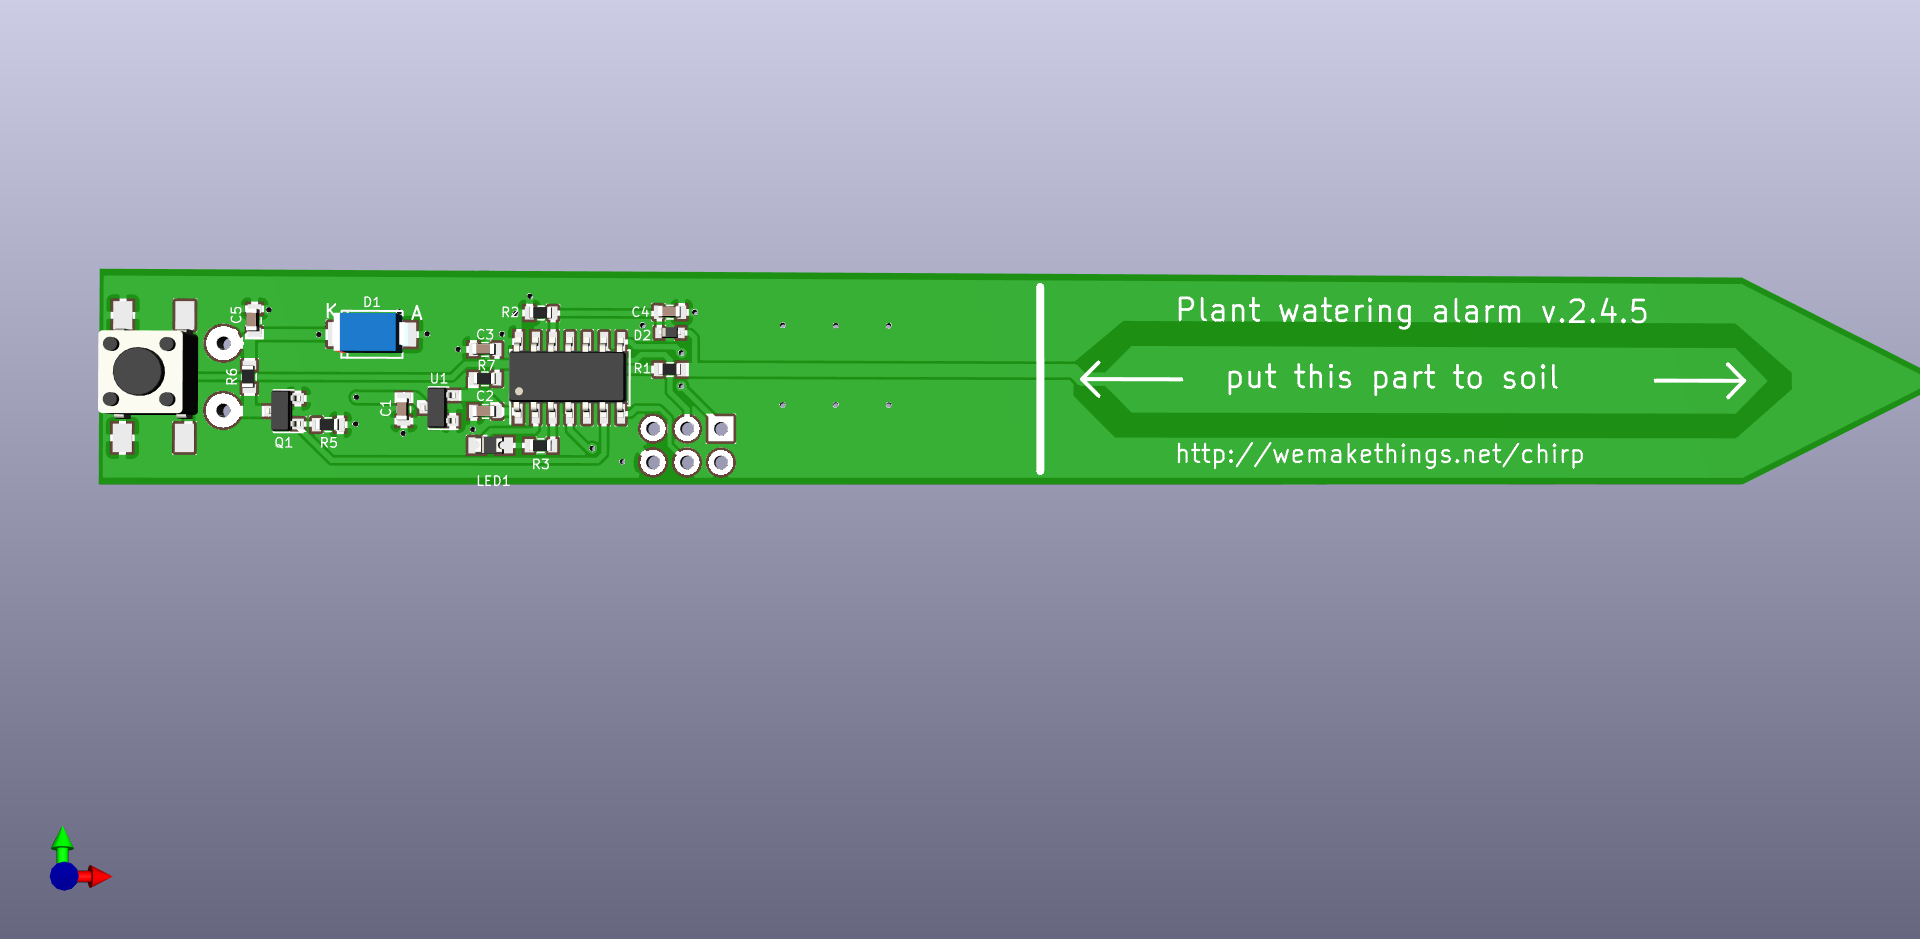 C5
K
D1
A
R2
C4
D2
C3
R7
R1
R6
U1
C2
C1
Q1
R5
R3
LED1
Plant watering alarm v.2.4.5
put this part to soil
http://wemakethings.net/chirp